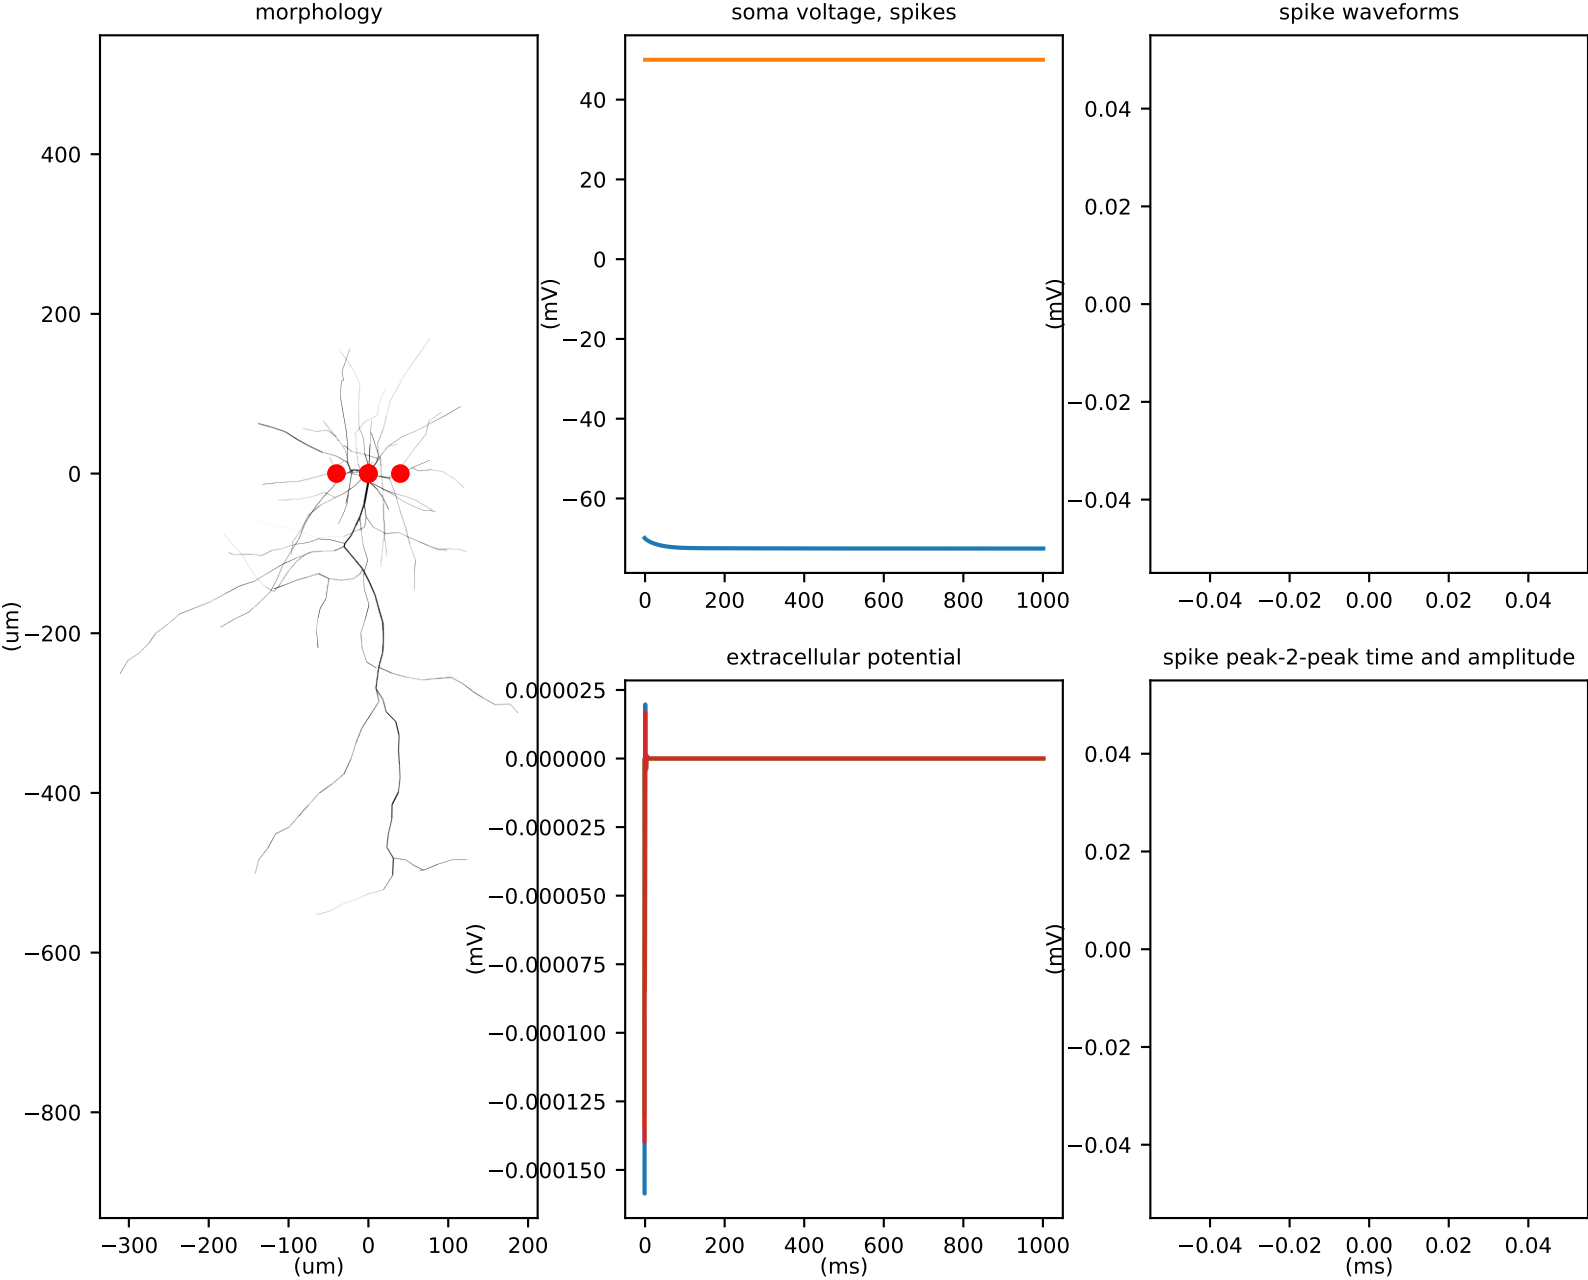 morphology
400
200
0
−200
−400
−600
−800
(um)
−300 −200 −100 0 100 200
(um)
soma voltage, spikes
40
20
0
−20
−40
−60
(mV)
0 200 400 600 800 1000
spike waveforms
0.04
0.02
0.00
−0.02
−0.04
(mV)
−0.04 −0.02 0.00 0.02 0.04
extracellular potential
0.000025
0.000000
−0.000025
−0.000050
−0.000075
−0.000100
−0.000125
−0.000150
(mV)
0 200 400 600 800 1000
(ms)
spike peak-2-peak time and amplitude
0.04
0.02
0.00
−0.02
−0.04
(mV)
−0.04 −0.02 0.00 0.02 0.04
(ms)